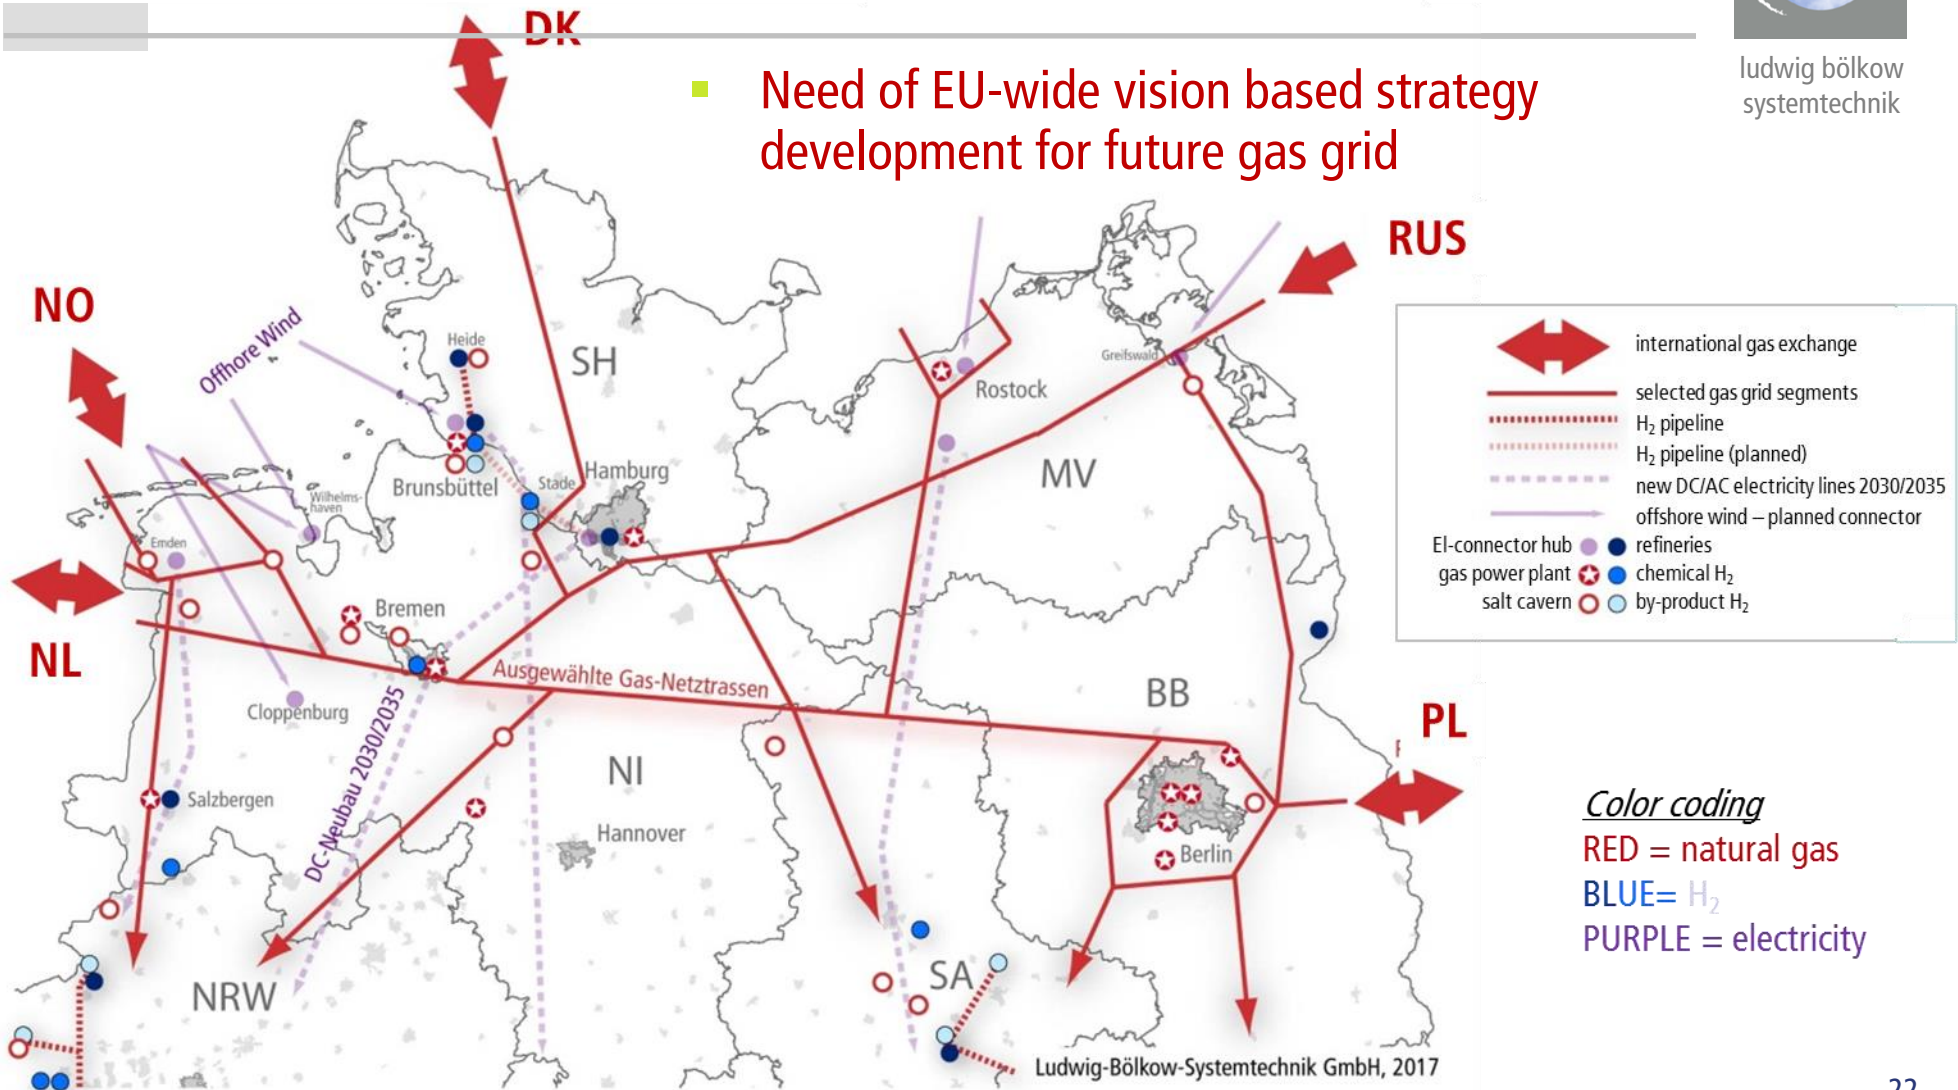 DK
Need of EU-wide vision based strategy
development for future gas grid
ludwig bölkow
systemtechnik
RUS
NO
Offhore Wind
Heide
SH
Greifswald
Rostock
international gas exchange
selected gas grid segments
H₂ pipeline
H₂ pipeline (planned)
new DC/AC electricity lines 2030/2035
offshore wind – planned connector
El-connector hub
refineries
gas power plant
chemical H₂
salt cavern
by-product H₂
Brunsbüttel
Stade
Hamburg
MV
Wilhelms-
haven
Emden
Bremen
NL
Ausgewählte Gas-Netztrassen
BB
Cloppenburg
DC-Neubau 2030/2035
PL
NI
Salzbergen
Hannover
Berlin
Color coding
RED = natural gas
BLUE= H₂
PURPLE = electricity
NRW
SA
Ludwig-Bölkow-Systemtechnik GmbH, 2017
22